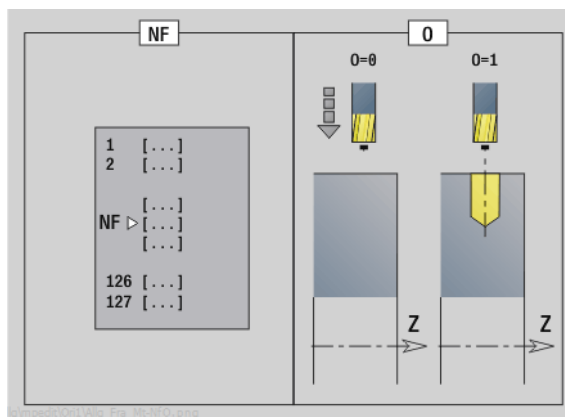 NF
1 [...]
2 [...]
[...]
NF [...]
[...]
126 [...]
127 [...]
O
O=0 O=1
Z Z